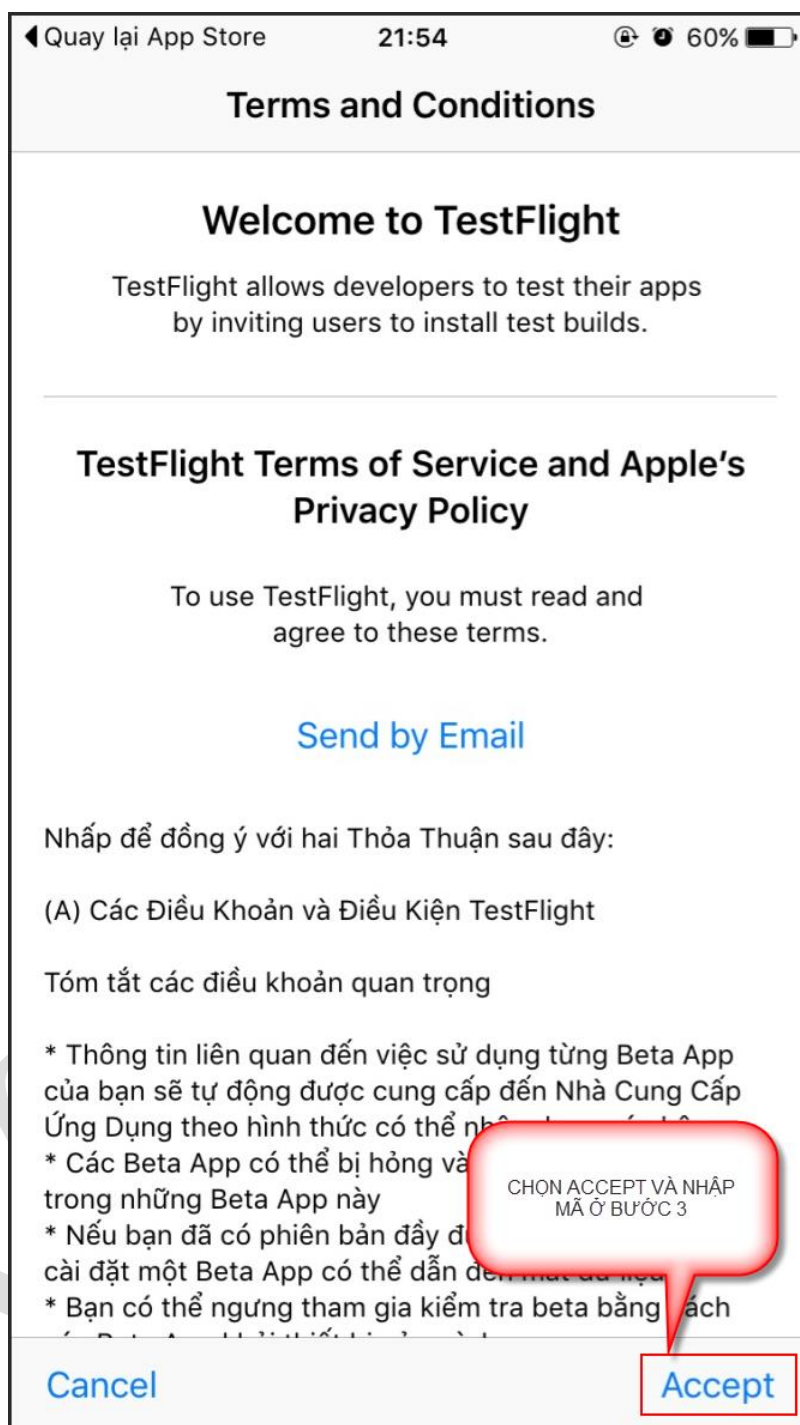 Quay lại App Store 21:54 60%
Terms and Conditions
Welcome to TestFlight
TestFlight allows developers to test their apps
by inviting users to install test builds.
TestFlight Terms of Service and Apple's
Privacy Policy
To use TestFlight, you must read and
agree to these terms.
Send by Email
Nhấp để đồng ý với hai Thỏa Thuận sau đây:
(A) Các Điều Khoản và Điều Kiện TestFlight
Tóm tắt các điều khoản quan trọng
* Thông tin liên quan đến việc sử dụng từng Beta App
của bạn sẽ tự động được cung cấp đến Nhà Cung Cấp
Ứng Dụng theo hình thức có thể
* Các Beta App có thể bị hỏng và
trong những Beta App này
* Nếu bạn đã có phiên bản đầy
cài đặt một Beta App có thể dẫn
* Bạn có thể ngưng tham gia kiểm tra beta bằng
CHỌN ACCEPT VÀ NHẬP
MÃ Ở BƯỚC 3
Cancel Accept